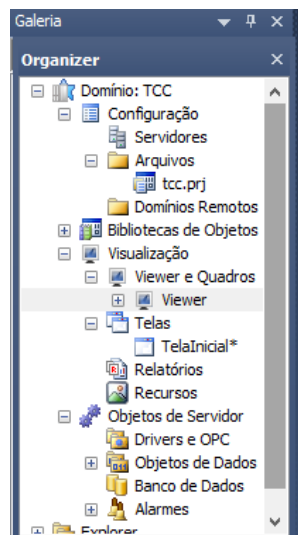 Galeria
Organizer
Domínio: TCC
Configuração
Servidores
Arquivos
tcc.prj
Domínios Remotos
Bibliotecas de Objetos
Visualização
Viewer e Quadros
Viewer
Telas
TelaInicial*
Relatórios
Recursos
Objetos de Servidor
Drivers e OPC
Objetos de Dados
Banco de Dados
Alarmes
Explorer